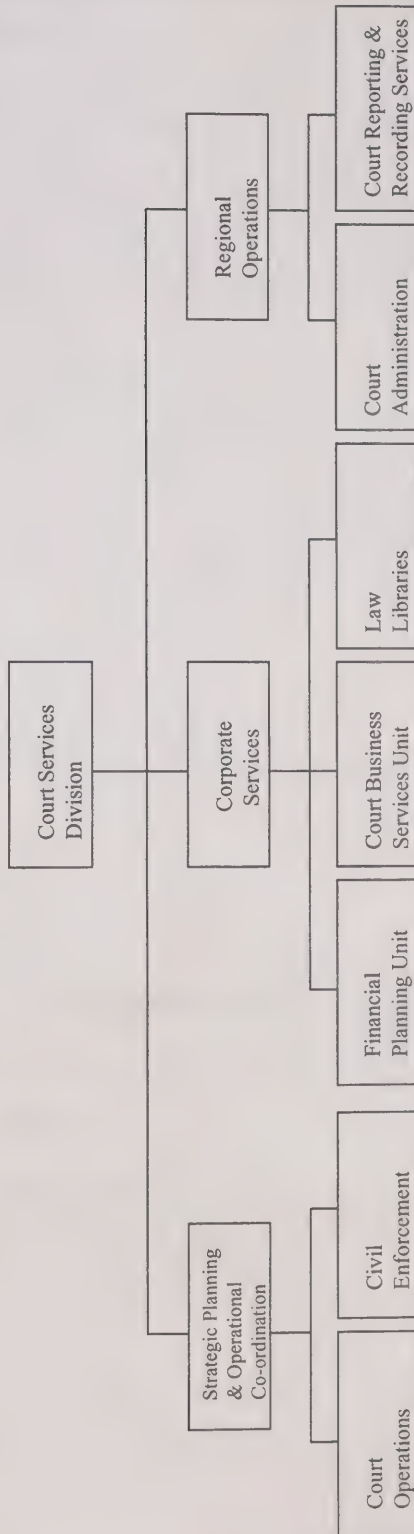 Court Services
Division
Strategic Planning
& Operational
Co-ordination
Corporate
Services
Regional
Operations
Court
Operations
Civil
Enforcement
Financial
Planning Unit
Court Business
Services Unit
Law
Libraries
Court
Administration
Court Reporting &
Recording Services